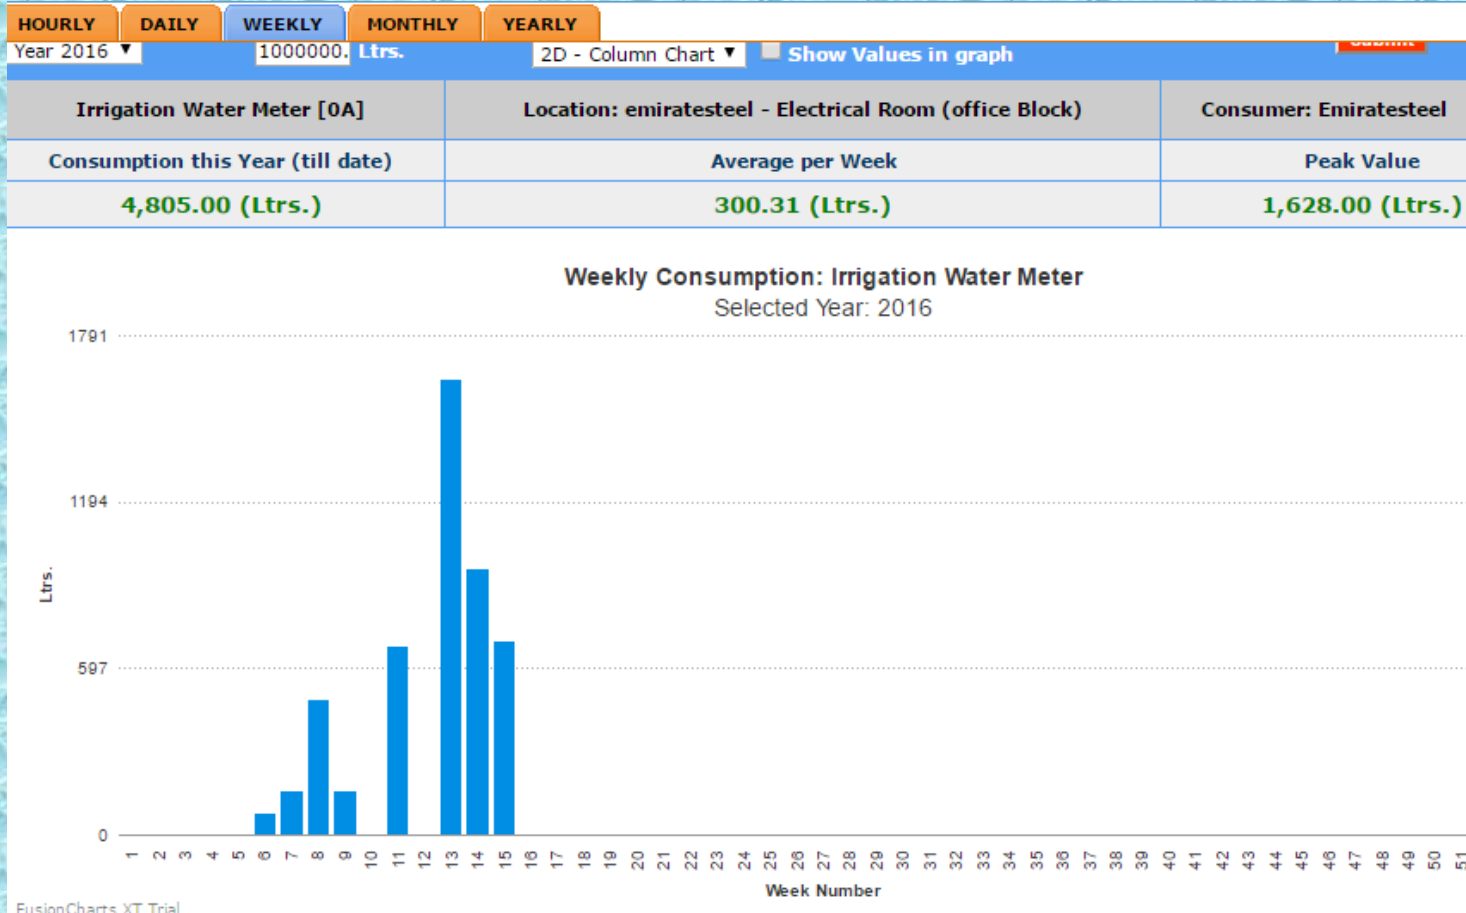 HOURLY DAILY WEEKLY MONTHLY YEARLY
Year 2016 1000000. Ltrs. 2D - Column Chart Show Values in graph Submit
Irrigation Water Meter [0A] Location: emiratesteel - Electrical Room (office Block) Consumer: Emiratesteel
Consumption this Year (till date) Average per Week Peak Value
4,805.00 (Ltrs.) 300.31 (Ltrs.) 1,628.00 (Ltrs.)
Weekly Consumption: Irrigation Water Meter
Selected Year: 2016
1791
1194
Ltrs.
597
0
1 2 3 4 5 6 7 8 9 10 11 12 13 14 15 16 17 18 19 20 21 22 23 24 25 26 27 28 29 30 31 32 33 34 35 36 37 38 39 40 41 42 43 44 45 46 47 48 49 50 51
Week Number
FusionCharts XT Trial